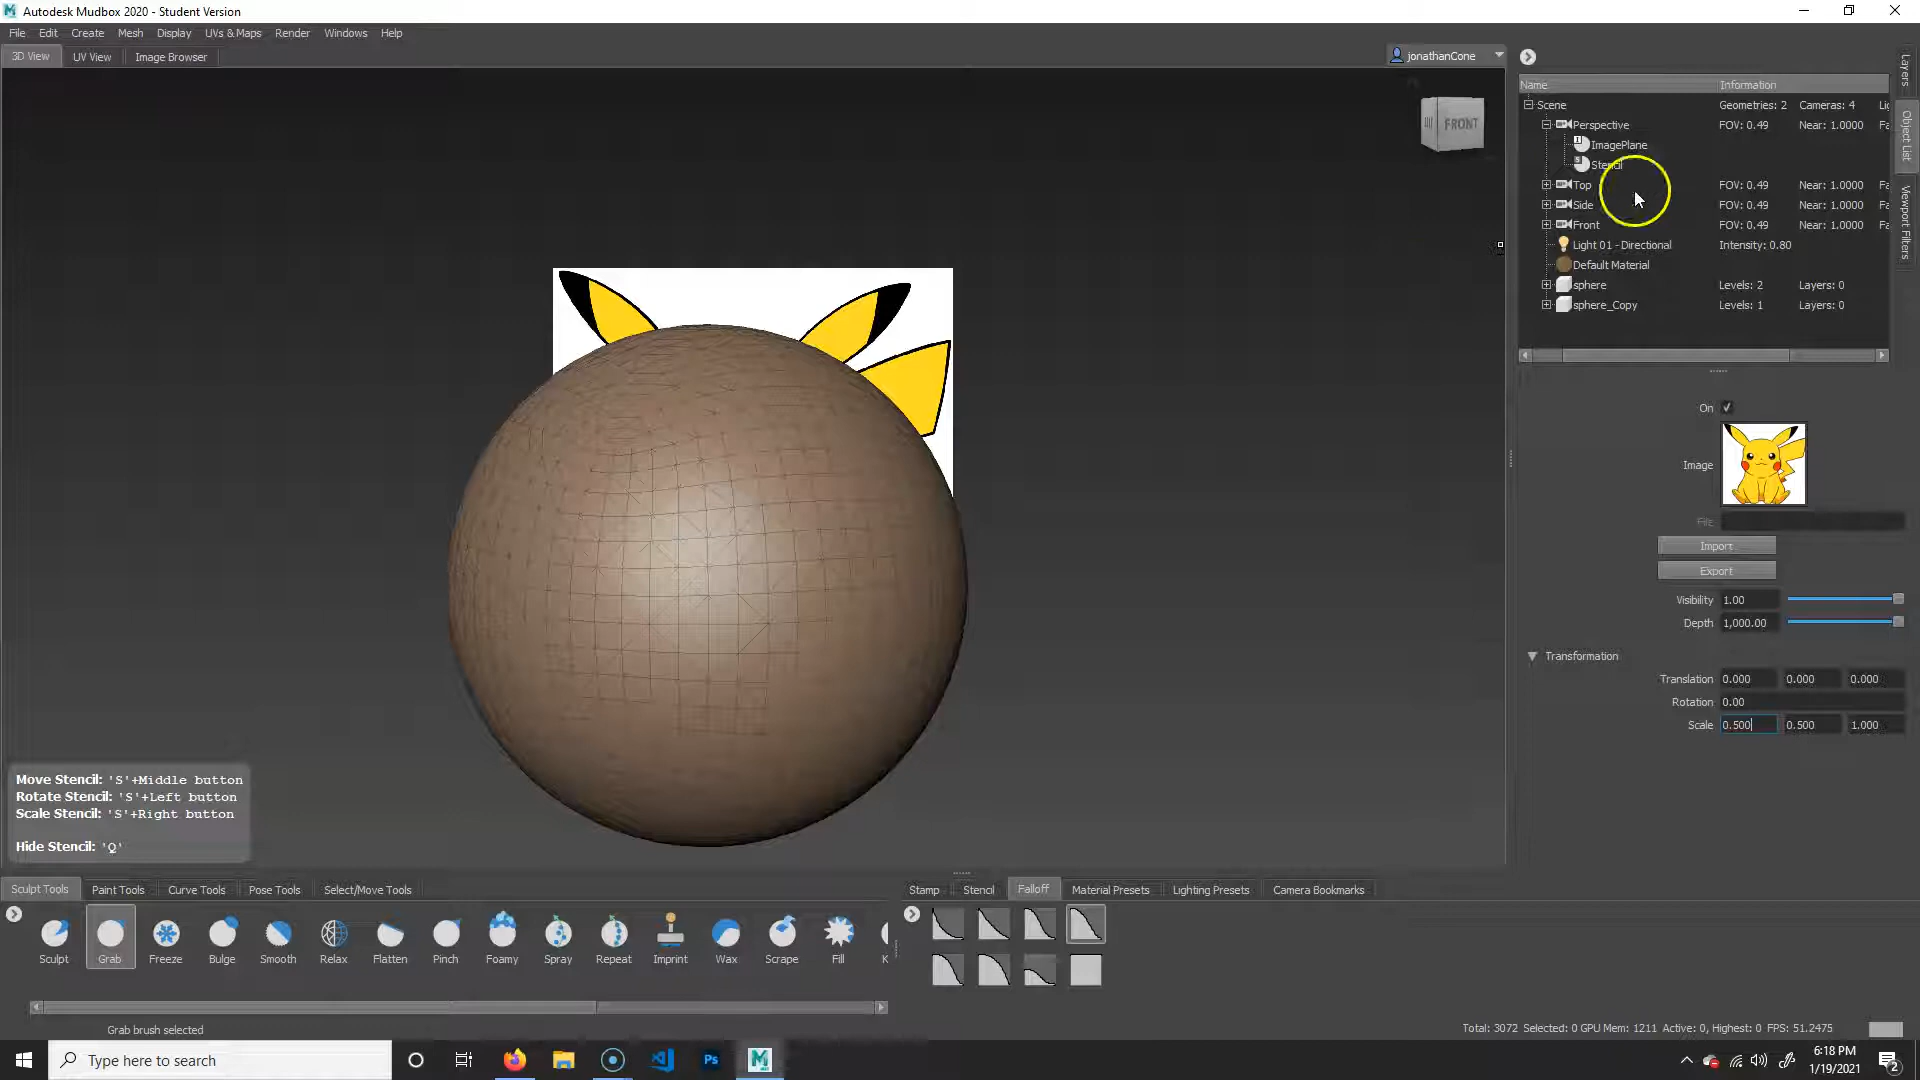 Autodesk Mudbox 2020 - Student Version
File Edit Create Mesh Display UVs & Maps Render Windows Help
3D View UV View Image Browser
jonathanCone
FRONT
Name Information
Scene Geometries: 2 Cameras: 4
Perspective FOV: 0.49 Near: 1.0000
ImagePlane
Stencil
Top FOV: 0.49 Near: 1.0000
Side FOV: 0.49 Near: 1.0000
Front FOV: 0.49 Near: 1.0000
Light 01 - Directional Intensity: 0.80
Default Material
sphere Levels: 2 Layers: 0
sphere_Copy Levels: 1 Layers: 0
Layers
Object List
Viewport Filters
On
Image
File
Import
Export
Visibility 1.00
Depth 1,000.00
Transformation
Translation 0.000 0.000 0.000
Rotation 0.00
Scale 0.500 0.500 1.000
Move Stencil: 'S'+Middle button
Rotate Stencil: 'S'+Left button
Scale Stencil: 'S'+Right button
Hide Stencil: 'Q'
Sculpt Tools Paint Tools Curve Tools Pose Tools Select/Move Tools
Stamp Stencil Falloff Material Presets Lighting Presets Camera Bookmarks
Sculpt Grab Freeze Bulge Smooth Relax Flatten Pinch Foamy Spray Repeat Imprint Wax Scrape Fill K
Grab brush selected
Total: 3072 Selected: 0 GPU Mem: 1211 Active: 0, Highest: 0 FPS: 51.2475
Type here to search
Ps
6:18 PM
1/19/2021
2